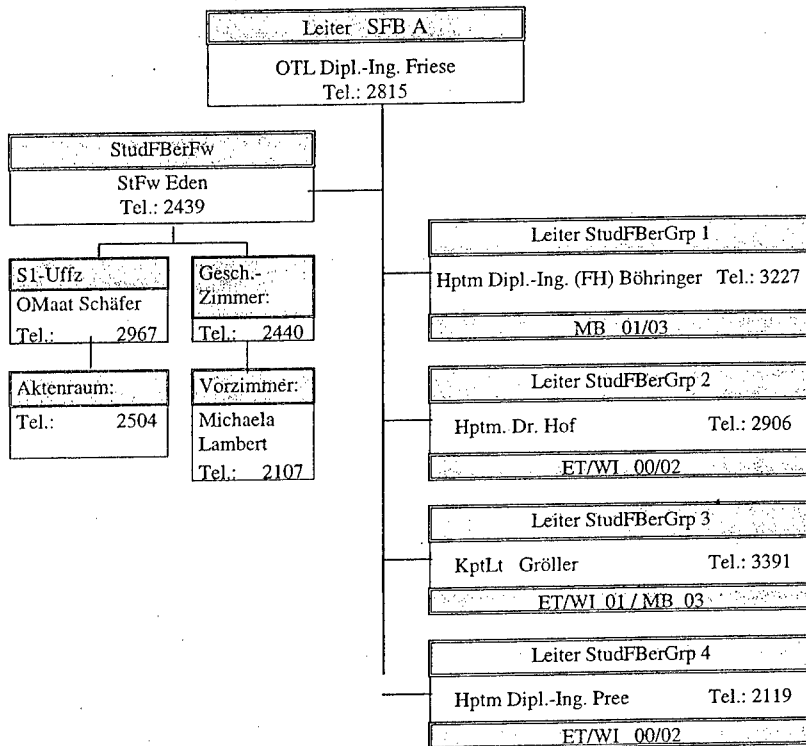 Leiter SFB A
OTL Dipl.-Ing. Friese
Tel.: 2815
StudFBerFw
StFw Eden
Tel.: 2439
S1-Uffz
OMaat Schäfer
Tel.: 2967
Gesch.-
Zimmer:
Tel.: 2440
Aktenraum:
Tel.: 2504
Vorzimmer:
Michaela
Lambert
Tel.: 2107
Leiter StudFBerGrp 1
Hptm Dipl.-Ing. (FH) Böhringer Tel.: 3227
MB 01/03
Leiter StudFBerGrp 2
Hptm. Dr. Hof Tel.: 2906
ET/WI 00/02
Leiter StudFBerGrp 3
KptLt Gröller Tel.: 3391
ET/WI 01 / MB 03
Leiter StudFBerGrp 4
Hptm Dipl.-Ing. Pree Tel.: 2119
ET/WI 00/02